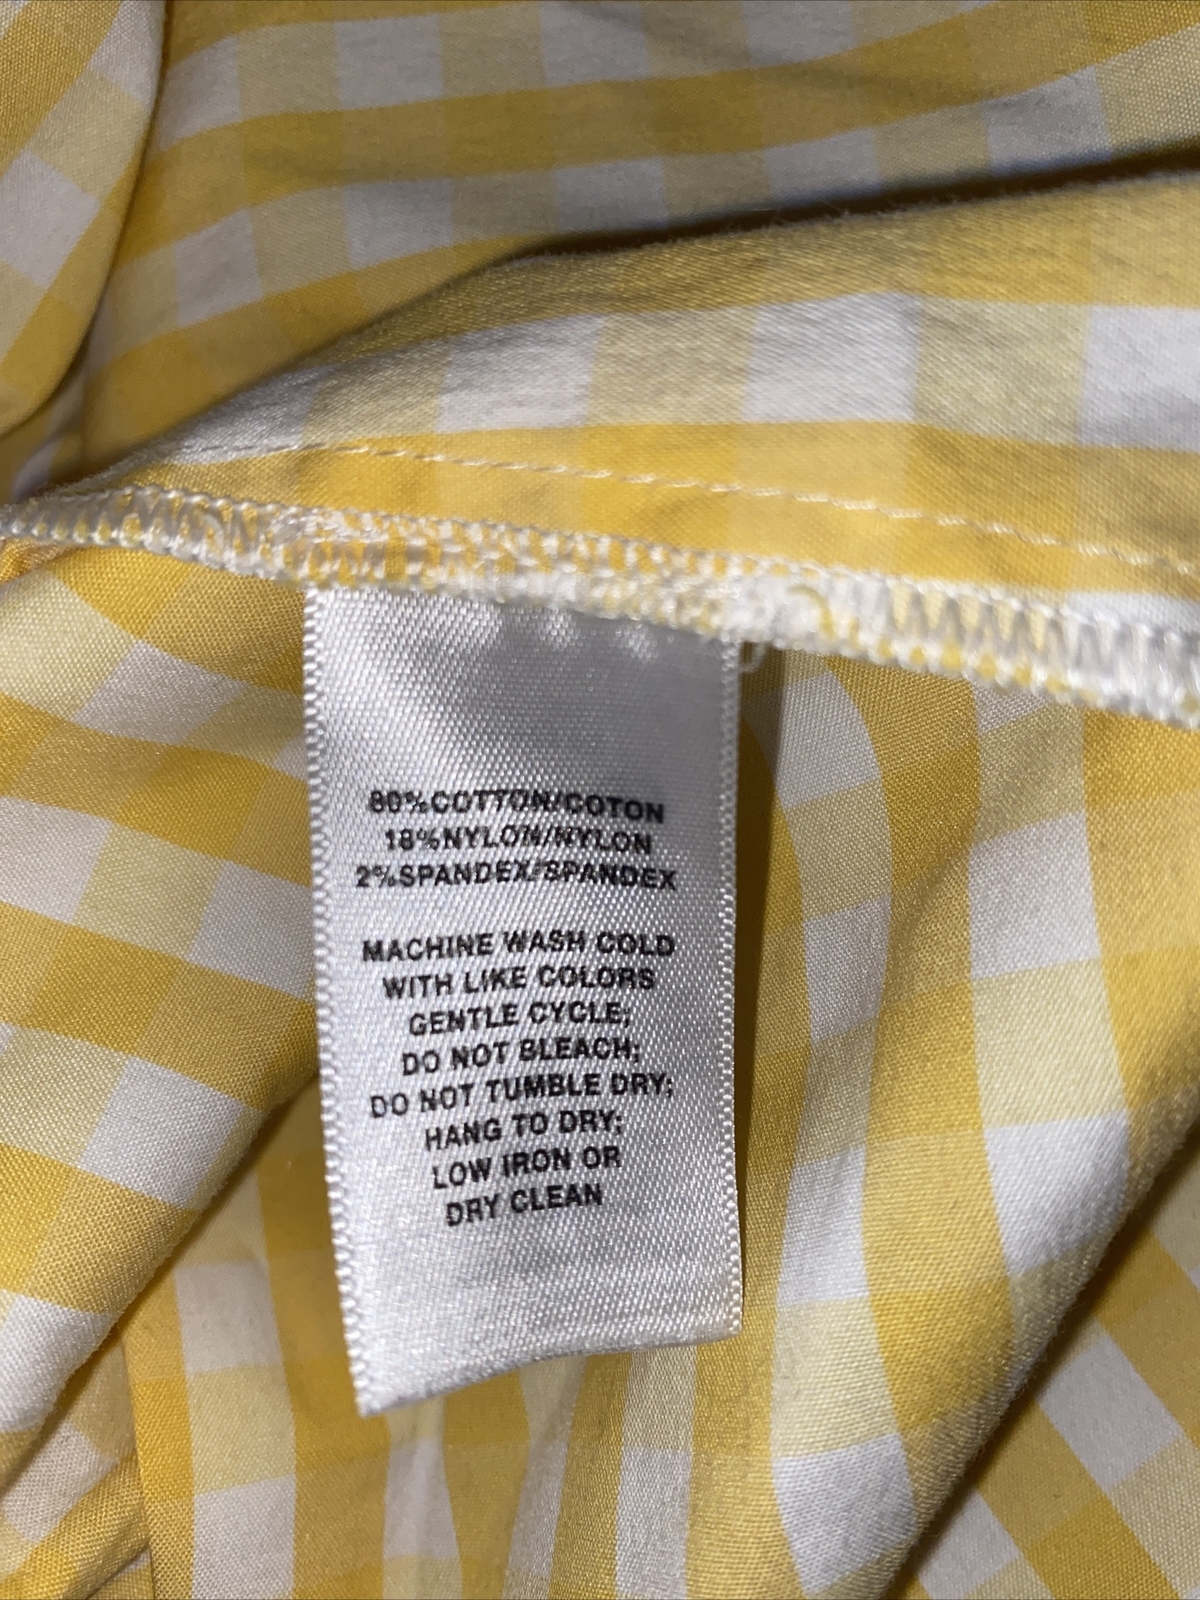 80%COTTON/COTON
18%NYLON/NYLON
2%SPANDEX/SPANDEX
MACHINE WASH COLD
WITH LIKE COLORS
GENTLE CYCLE;
DO NOT BLEACH;
DO NOT TUMBLE DRY;
HANG TO DRY;
LOW IRON OR
DRY CLEAN